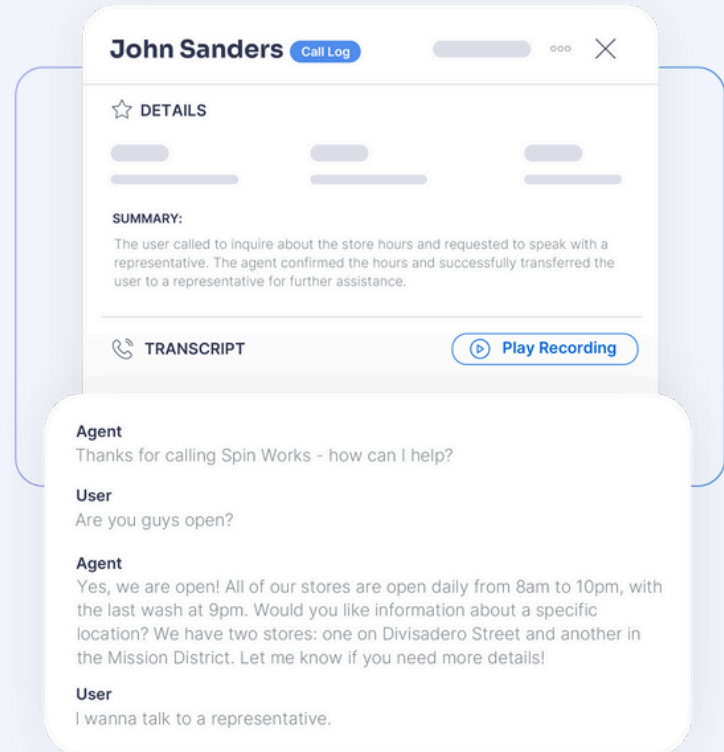 John Sanders Call Log
DETAILS
SUMMARY:
The user called to inquire about the store hours and requested to speak with a
representative. The agent confirmed the hours and successfully transferred the
user to a representative for further assistance.
TRANSCRIPT
Play Recording
Agent
Thanks for calling Spin Works - how can I help?
User
Are you guys open?
Agent
Yes, we are open! All of our stores are open daily from 8am to 10pm, with
the last wash at 9pm. Would you like information about a specific
location? We have two stores: one on Divisadero Street and another in
the Mission District. Let me know if you need more details!
User
I wanna talk to a representative.